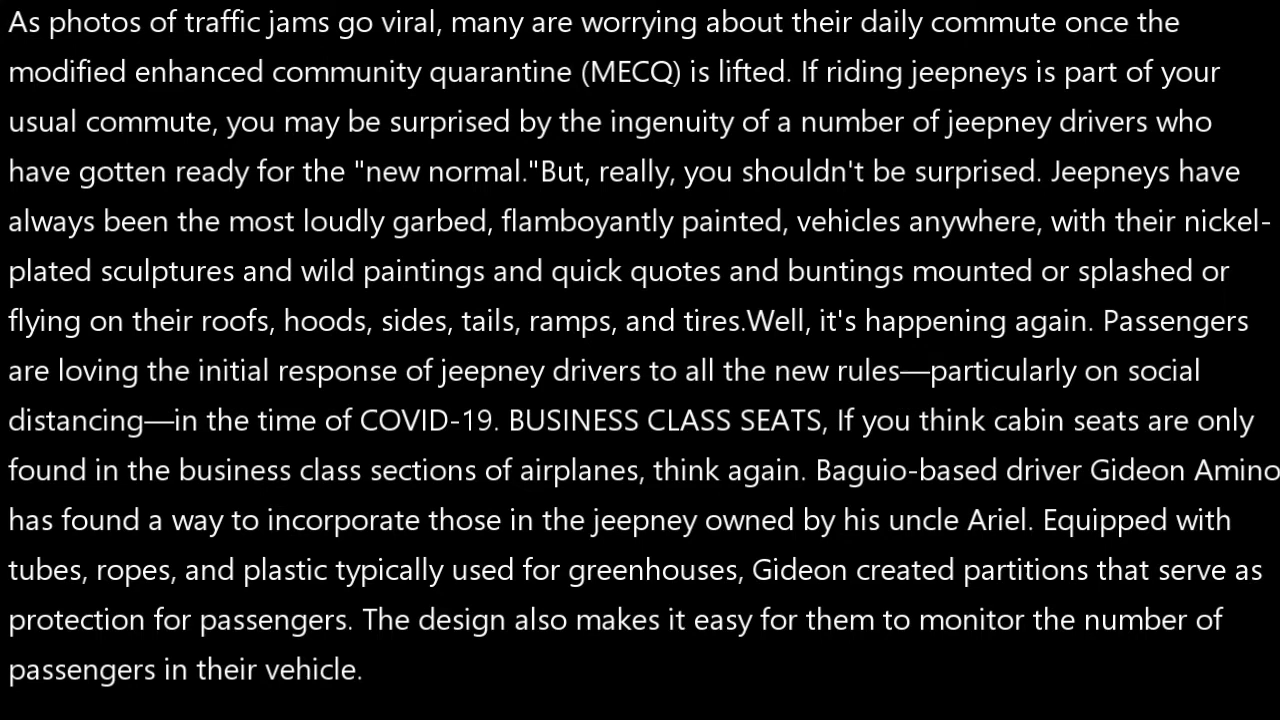 As photos of traffic jams go viral, many are worrying about their daily commute once the
modified enhanced community quarantine (MECQ) is lifted. If riding jeepneys is part of your
usual commute, you may be surprised by the ingenuity of a number of jeepney drivers who
have gotten ready for the "new normal."But, really, you shouldn't be surprised. Jeepneys have
always been the most loudly garbed, flamboyantly painted, vehicles anywhere, with their nickel-
plated sculptures and wild paintings and quick quotes and buntings mounted or splashed or
flying on their roofs, hoods, sides, tails, ramps, and tires.Well, it's happening again. Passengers
are loving the initial response of jeepney drivers to all the new rules—particularly on social
distancing—in the time of COVID-19. BUSINESS CLASS SEATS, If you think cabin seats are only
found in the business class sections of airplanes, think again. Baguio-based driver Gideon Amino
has found a way to incorporate those in the jeepney owned by his uncle Ariel. Equipped with
tubes, ropes, and plastic typically used for greenhouses, Gideon created partitions that serve as
protection for passengers. The design also makes it easy for them to monitor the number of
passengers in their vehicle.